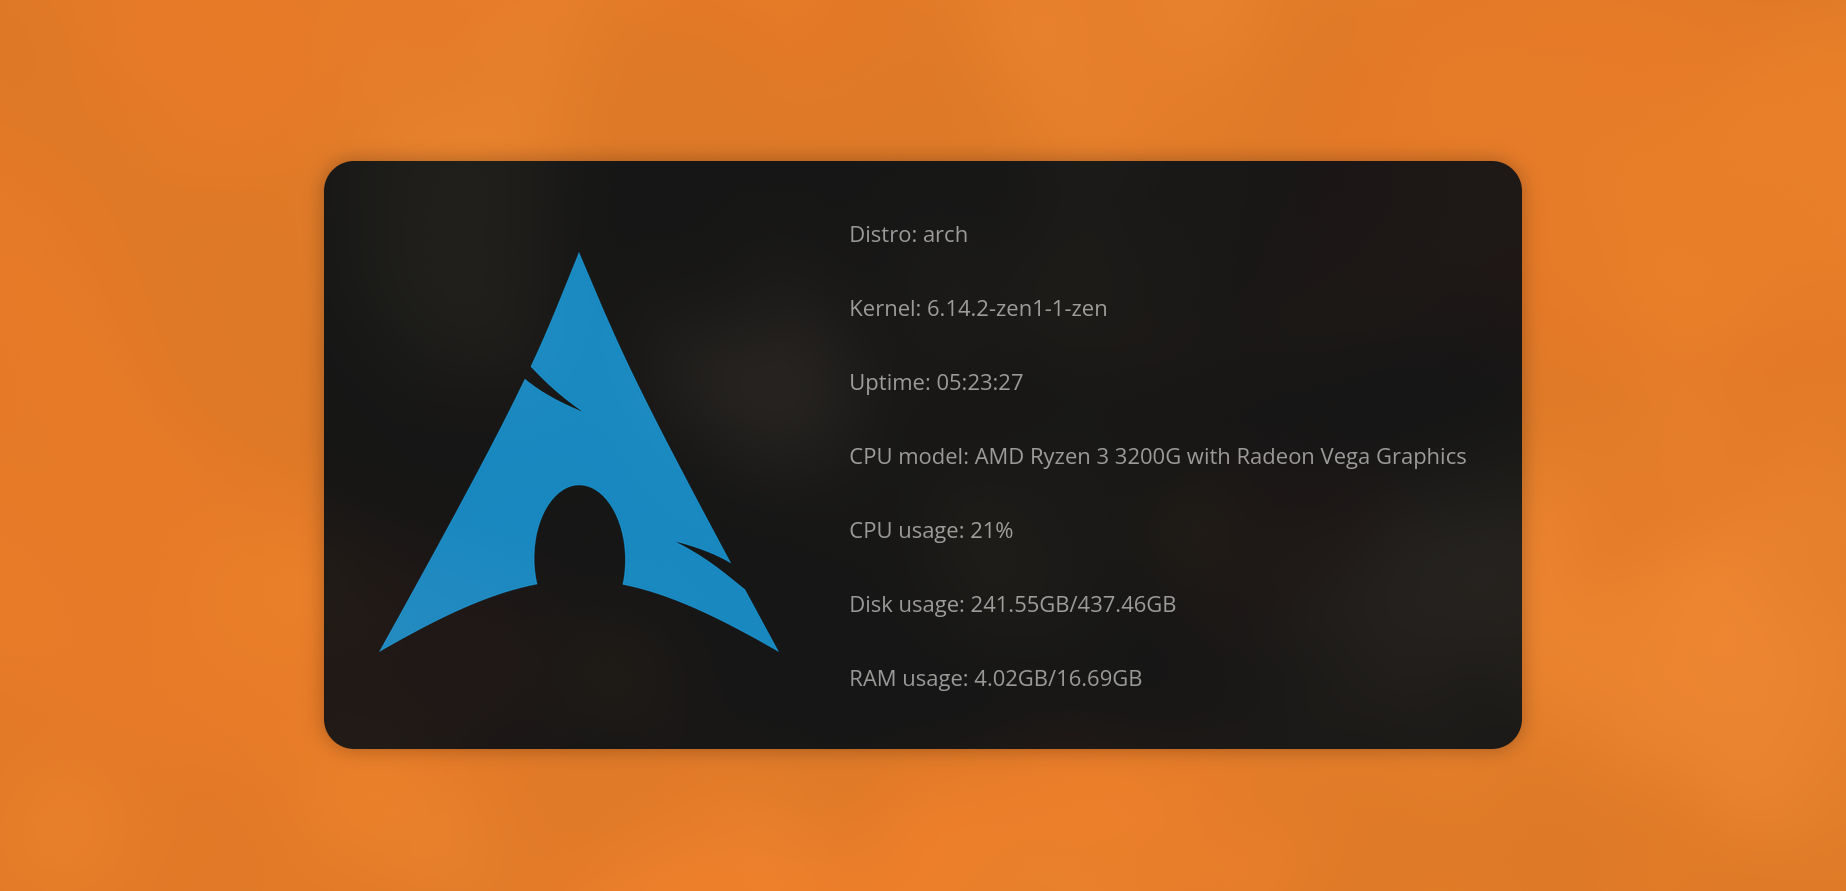 Distro: arch
Kernel: 6.14.2-zen1-1-zen
Uptime: 05:23:27
CPU model: AMD Ryzen 3 3200G with Radeon Vega Graphics
CPU usage: 21%
Disk usage: 241.55GB/437.46GB
RAM usage: 4.02GB/16.69GB